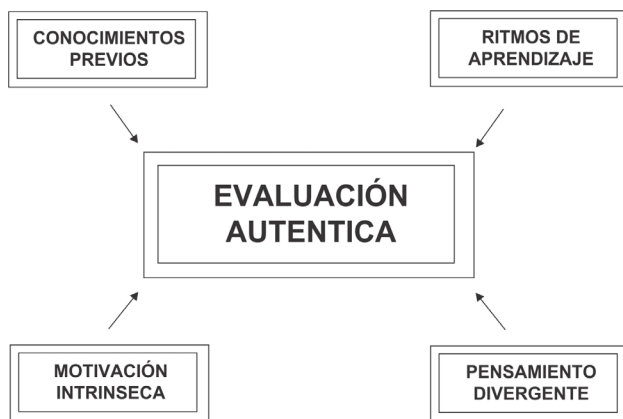 CONOCIMIENTOS
PREVIOS
RITMOS DE
APRENDIZAJE
EVALUACIÓN
AUTENTICA
MOTIVACIÓN
INTRINSECA
PENSAMIENTO
DIVERGENTE